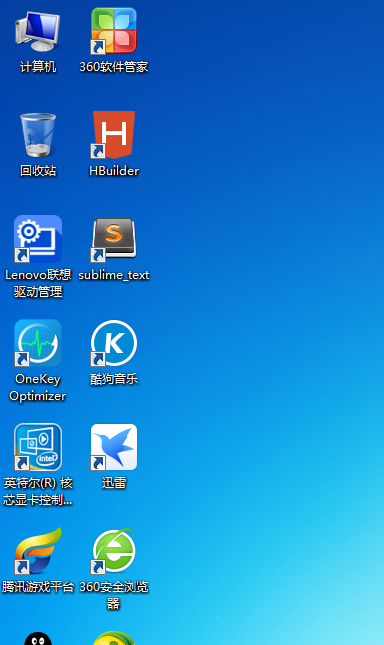 计算机
360软件管家
回收站
HBuilder
Lenovo联想
驱动管理
sublime_text
OneKey
Optimizer
酷狗音乐
英特尔(R) 核
芯显卡控制...
intel
迅雷
腾讯游戏平台
360安全浏览
器